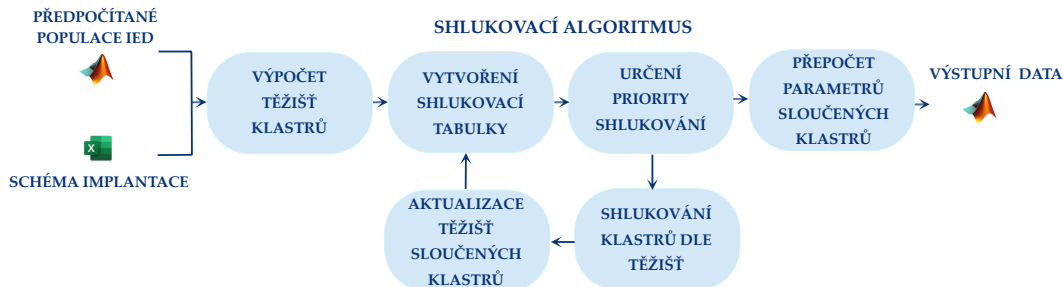 PŘEDPOČÍTANÉ
POPULACE IED
SCHÉMA IMPLANTACE
SHLUKOVACÍ ALGORITMUS
VÝPOČET
TĚŽIŠŤ
KLASTRŮ
VYTVOŘENÍ
SHLUKOVACÍ
TABULKY
URČENÍ
PRIORITY
SHLUKOVÁNÍ
PŘEPOČET
PARAMETRŮ
SLOUČENÝCH
KLASTRŮ
VÝSTUPNÍ DATA
SHLUKOVÁNÍ
KLASTRŮ DLE
TĚŽIŠŤ
AKTUALIZACE
TĚŽIŠŤ
SLOUČENÝCH
KLASTRŮ
X